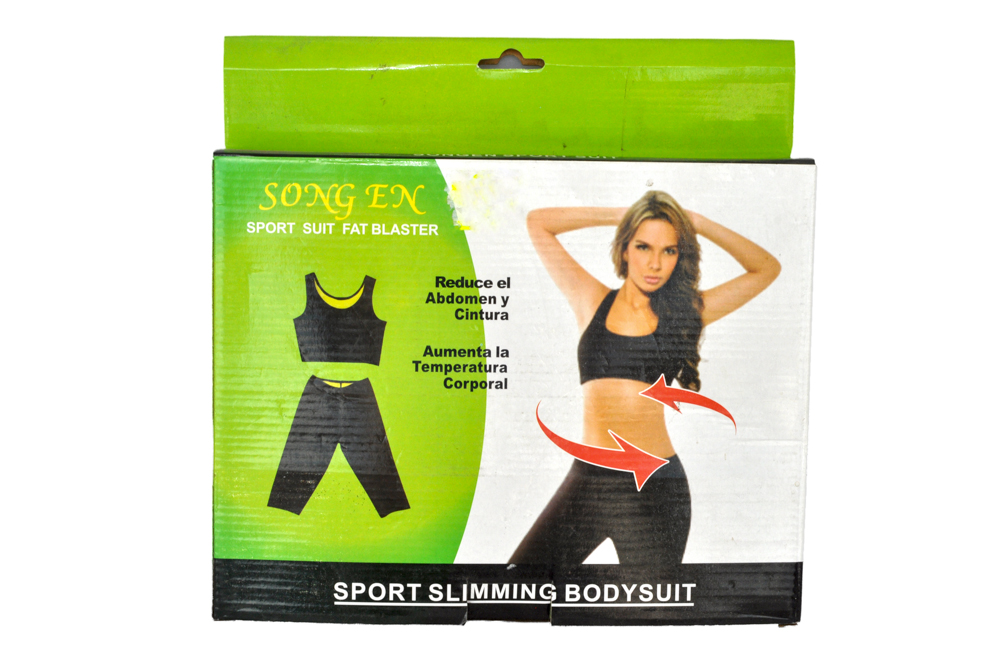 SONG EN
SPORT SUIT FAT BLASTER
Reduce el
Abdomen y
Cintura
Aumenta la
Temperatura
Corporal
SPORT SLIMMING BODYSUIT